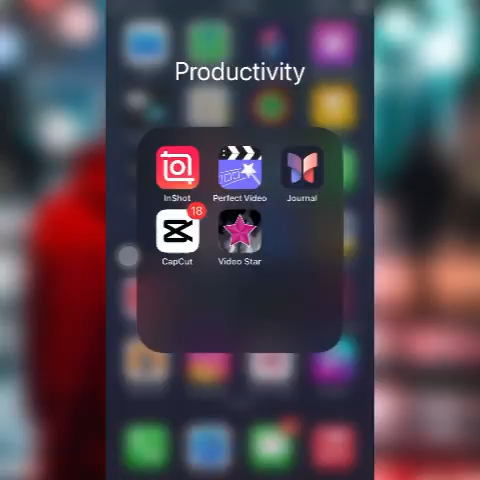 Productivity
InShot
Perfect Video
Journal
18
CapCut
Video Star